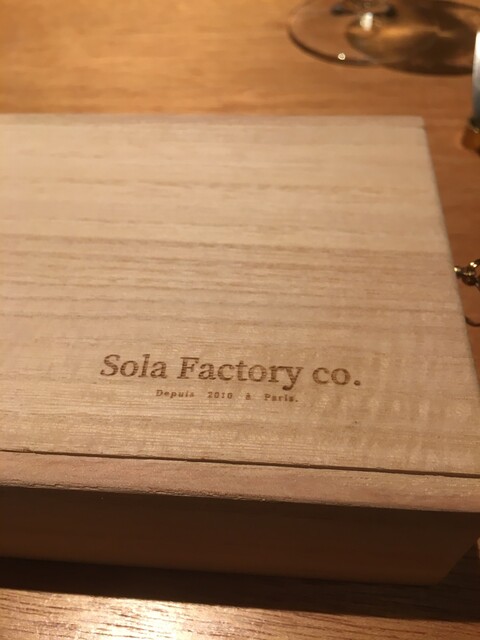 Sola Factory co.
Depuis 2010 à Paris.